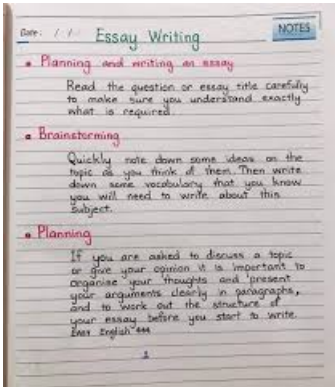 Date: / /
Essay Writing
NOTES
Planning and writing an essay
Read the question or essay title carefully
to make sure you understand exactly
what is required.
Brainstorming
Quickly note down some ideas on the
topic as you think of them. Then write
down some vocabulary that you know
you will need to write about this
subject.
Planning
If you are asked to discuss a topic
or give your opinion it is important to
organise your thoughts and present
your arguments clearly in paragraphs,
and to work out the structure of
your essay before you start to write.
English
1